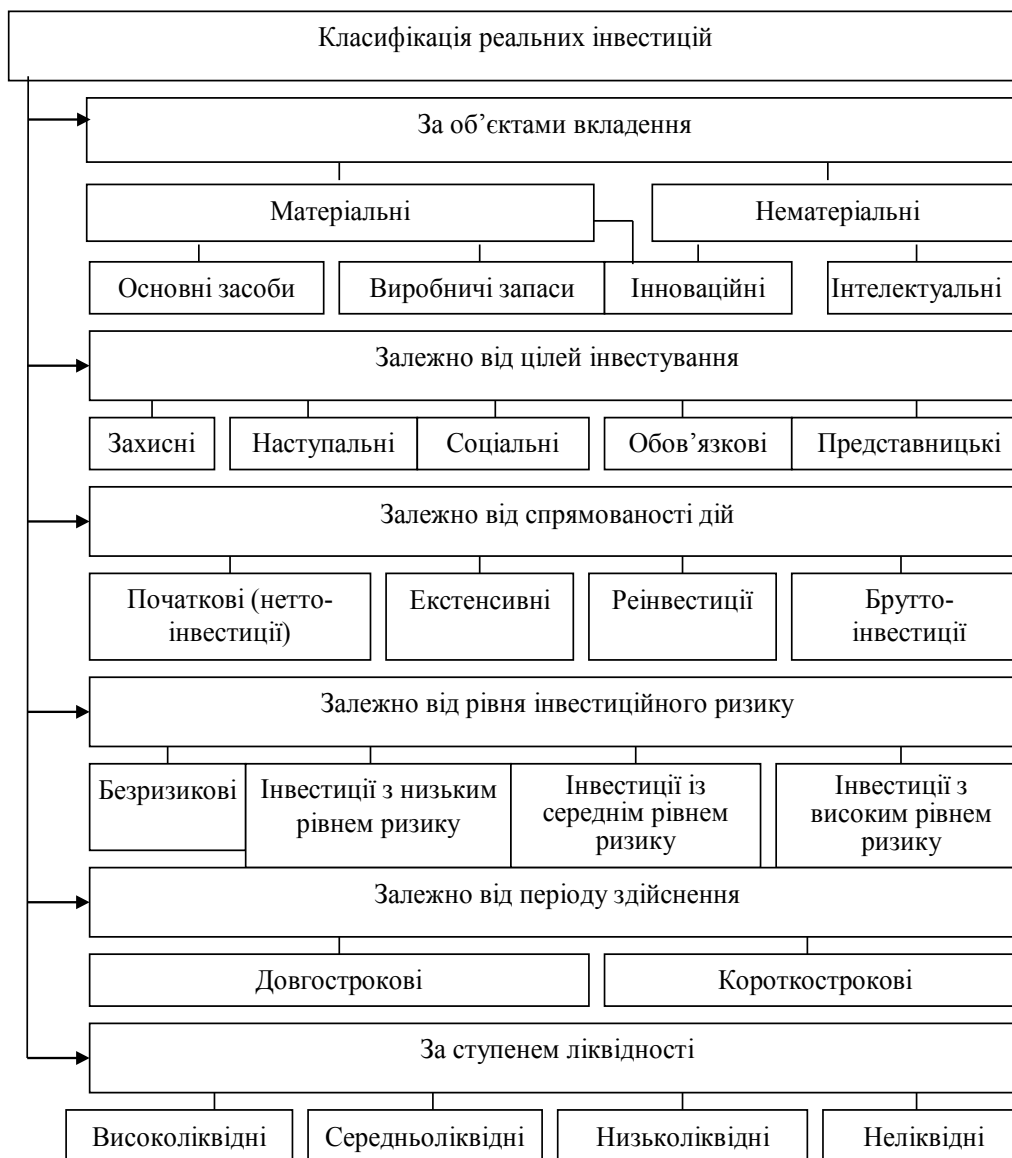 Класифікація реальних інвестицій
За об’єктами вкладення
Матеріальні
Нематеріальні
Основні засоби
Виробничі запаси
Інноваційні
Інтелектуальні
Залежно від цілей інвестування
Захисні
Наступальні
Соціальні
Обов’язкові
Представницькі
Залежно від спрямованості дій
Початкові (нетто-
інвестиції)
Екстенсивні
Реінвестиції
Брутто-
інвестиції
Залежно від рівня інвестиційного ризику
Безризикові
Інвестиції з низьким
рівнем ризику
Інвестиції із
середнім рівнем
ризику
Інвестиції з
високим рівнем
ризику
Залежно від періоду здійснення
Довгострокові
Короткострокові
За ступенем ліквідності
Високоліквідні
Середньоліквідні
Низьколіквідні
Неліквідні